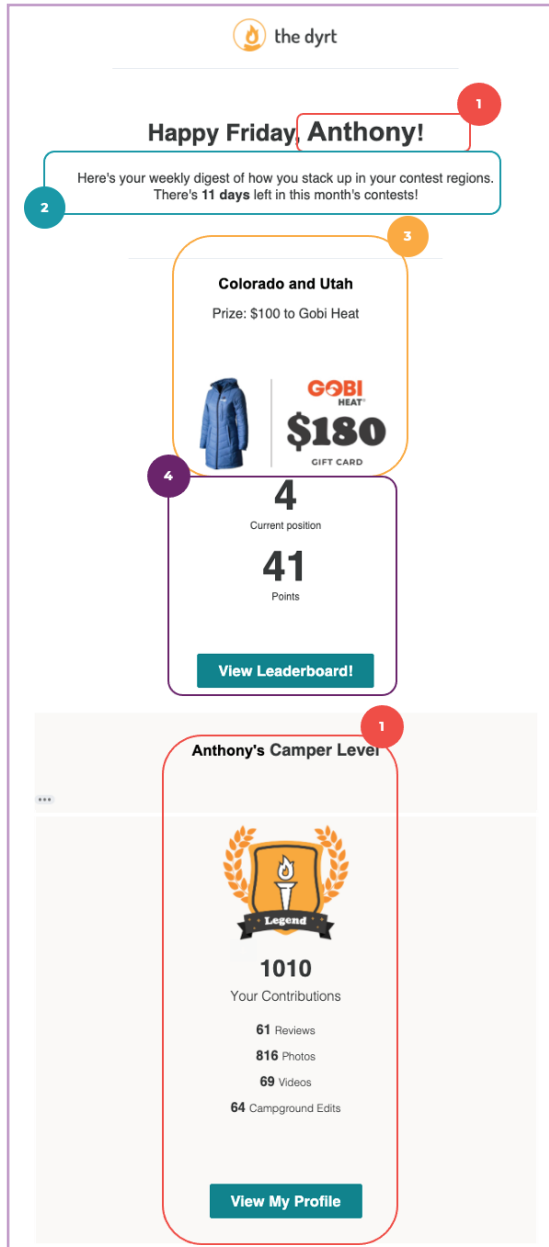 the dyrt
1
Happy Friday, Anthony!
Here's your weekly digest of how you stack up in your contest regions.
There's 11 days left in this month's contests!
2
3
Colorado and Utah
Prize: $100 to Gobi Heat
GOBI
HEAT
$180
GIFT CARD
4
4
Current position
41
Points
View Leaderboard!
1
Anthony's Camper Level
Legend
1010
Your Contributions
61 Reviews
816 Photos
69 Videos
64 Campground Edits
View My Profile